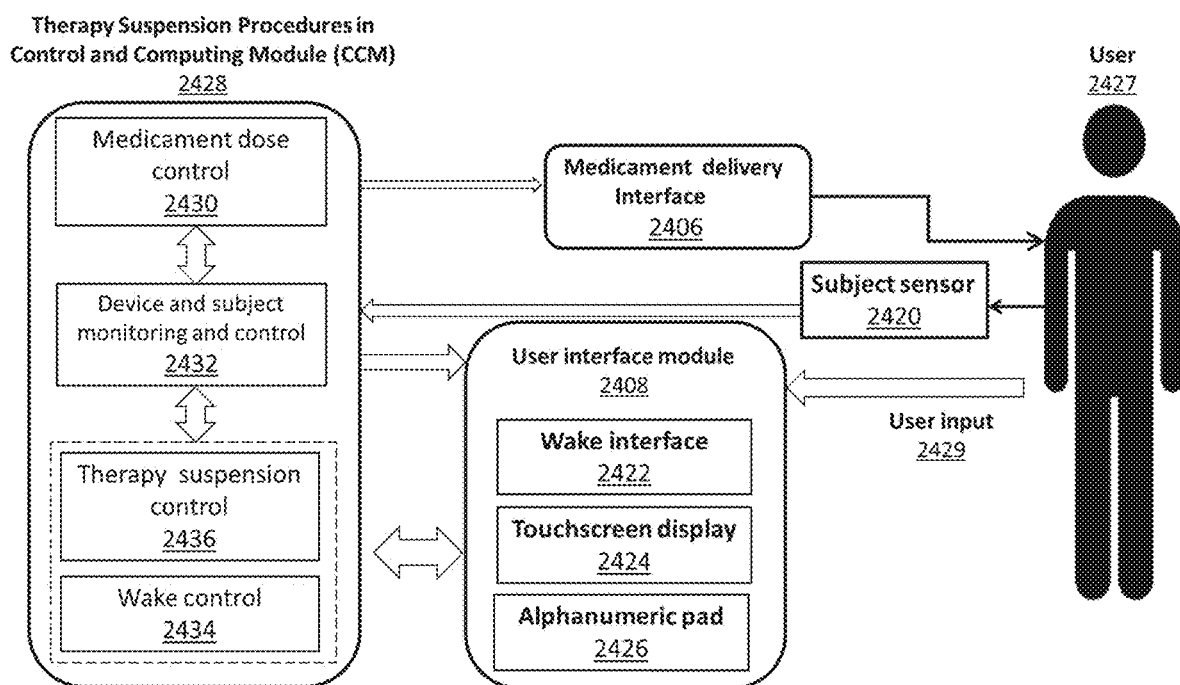 Therapy Suspension Procedures in
Control and Computing Module (CCM)
2428
Medicament dose
control
2430
Device and subject
monitoring and control
2432
Therapy suspension
control
2436
Wake control
2434
Medicament delivery
Interface
2406
Subject sensor
2420
User interface module
2408
Wake interface
2422
Touchscreen display
2424
Alphanumeric pad
2426
User
2427
User input
2429